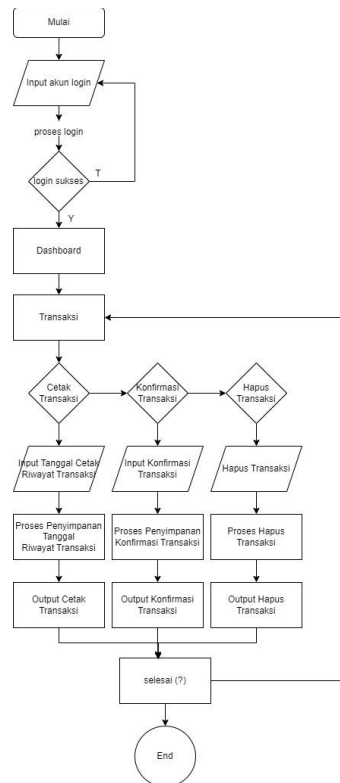 Mulai
Input akun login
proses login
login sukses
T
Y
Dashboard
Transaksi
Cetak
Transaksi
Konfirmasi
Transaksi
Hapus
Transaksi
Input Tanggal Cetak
Riwayat Transaksi
Input Konfirmasi
Transaksi
Hapus Transaksi
Proses Penyimpanan
Tanggal
Riwayat Transaksi
Proses Penyimpanan
Konfirmasi Transaksi
Proses Hapus
Transaksi
Output Cetak
Transaksi
Output Konfirmasi
Transaksi
Output Hapus
Transaksi
selesai (?)
End